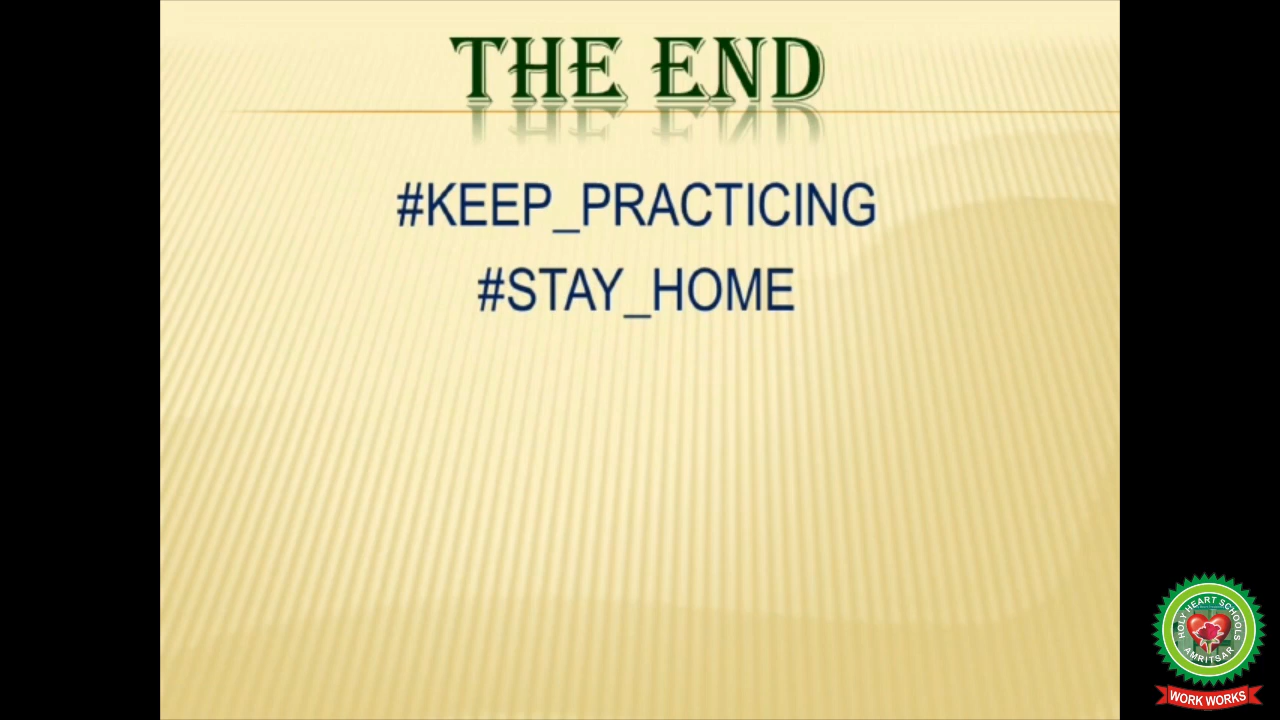 THE END
#KEEP_PRACTICING
#STAY_HOME
HOLY HEART SCHOOLS
AMRITSAR
WORK WORKS